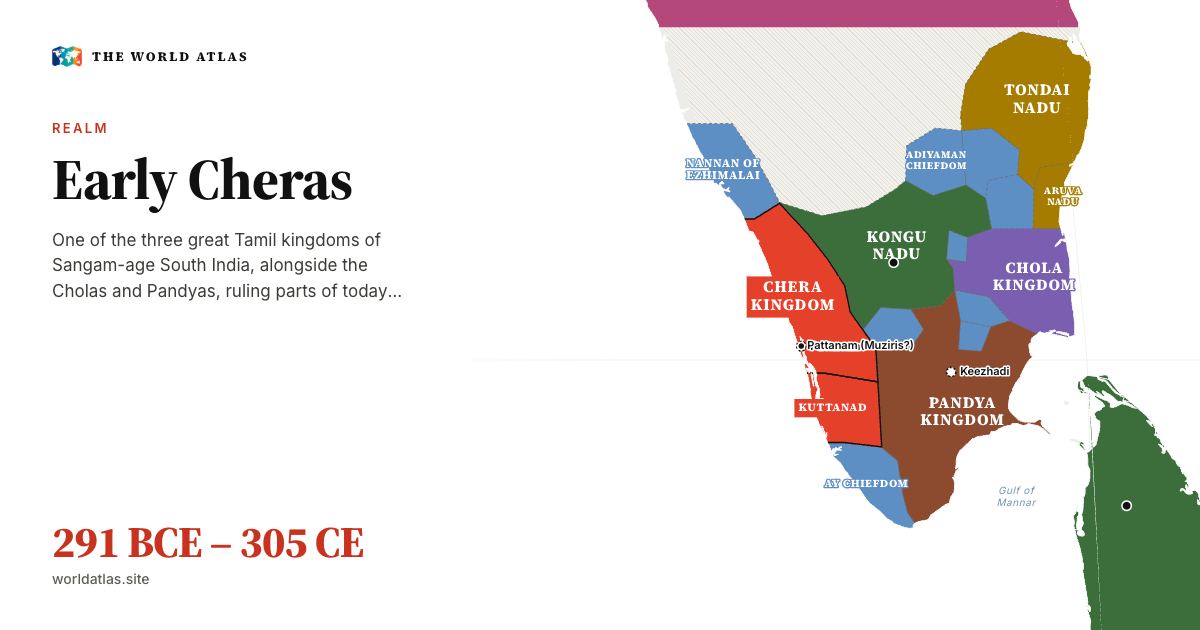 THE WORLD ATLAS
REALM
Early Cheras
One of the three great Tamil kingdoms of
Sangam-age South India, alongside the
Cholas and Pandyas, ruling parts of today...
291 BCE – 305 CE
worldatlas.site
TONDAI
NADU
NANNAN OF
EZHIMALAI
ADIYAMAN
CHIEFDOM
ARUVA
NADU
KONGU
NADU
CHOLA
KINGDOM
CHERA
KINGDOM
Pattanam (Muziris?)
Keezhadi
KUTTANAD
PANDYA
KINGDOM
AY CHIEFDOM
Gulf of
Mannar